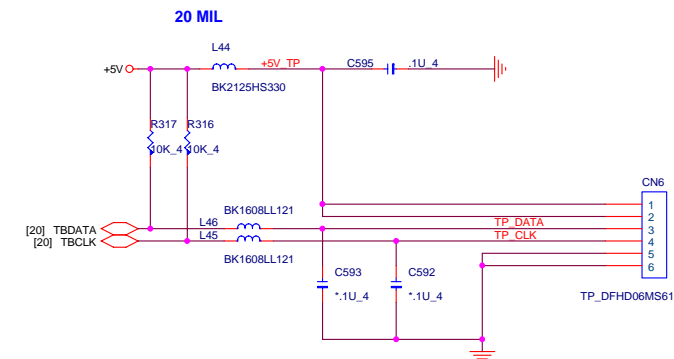 20 MIL
L44
+5V
+5V_TP
C595
.1U_4
BK2125HS330
R317
R316
10K_4
10K_4
CN6
BK1608LL121
1
2
[20] TBDATA
L46
TP_DATA
3
[20] TBCLK
L45
TP_CLK
4
5
BK1608LL121
6
C593
C592
*.1U_4
*.1U_4
TP_DFHD06MS61